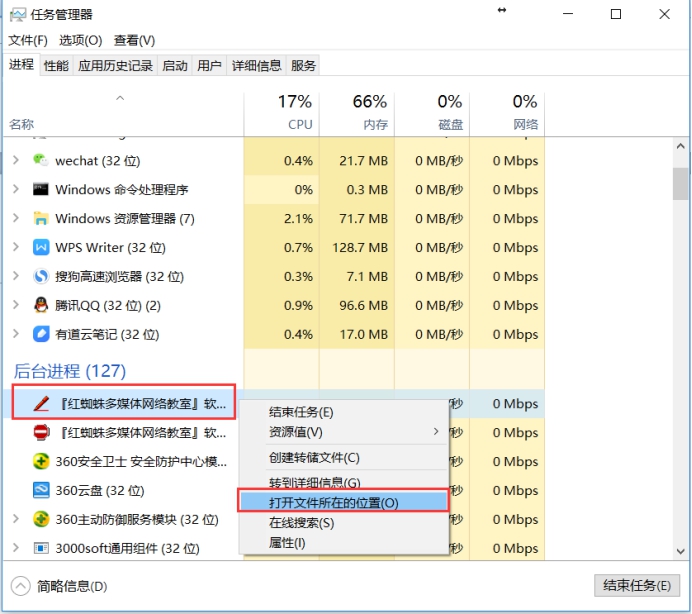 任务管理器
文件(F) 选项(O) 查看(V)
进程 性能 应用历史记录 启动 用户 详细信息 服务
17% 66% 0% 0%
名称 CPU 内存 磁盘 网络
wechat (32 位) 0.4% 21.7 MB 0 MB/秒 0 Mbps
Windows 命令处理程序 0% 0.3 MB 0 MB/秒 0 Mbps
Windows 资源管理器 (7) 2.1% 71.7 MB 0 MB/秒 0 Mbps
WPS Writer (32 位) 0.7% 128.7 MB 0 MB/秒 0 Mbps
搜狗高速浏览器 (32 位) 0.3% 7.1 MB 0 MB/秒 0 Mbps
腾讯QQ (32 位) (2) 0.9% 96.6 MB 0 MB/秒 0 Mbps
有道云笔记 (32 位) 0.4% 17.0 MB 0 MB/秒 0 Mbps
后台进程 (127)
『红蜘蛛多媒体网络教室』软... 秒 0 Mbps
『红蜘蛛多媒体网络教室』软... 秒 0 Mbps
360安全卫士 安全防护中心模... 秒 0 Mbps
360云盘 (32 位) 秒 0 Mbps
360主动防御服务模块 (32 位) 秒 0 Mbps
3000soft通用组件 (32 位) 秒 0 Mbps
结束任务(E)
资源值(V)
创建转储文件(C)
转到详细信息(G)
打开文件所在的位置(O)
在线搜索(S)
属性(I)
简略信息(D) 结束任务(E)